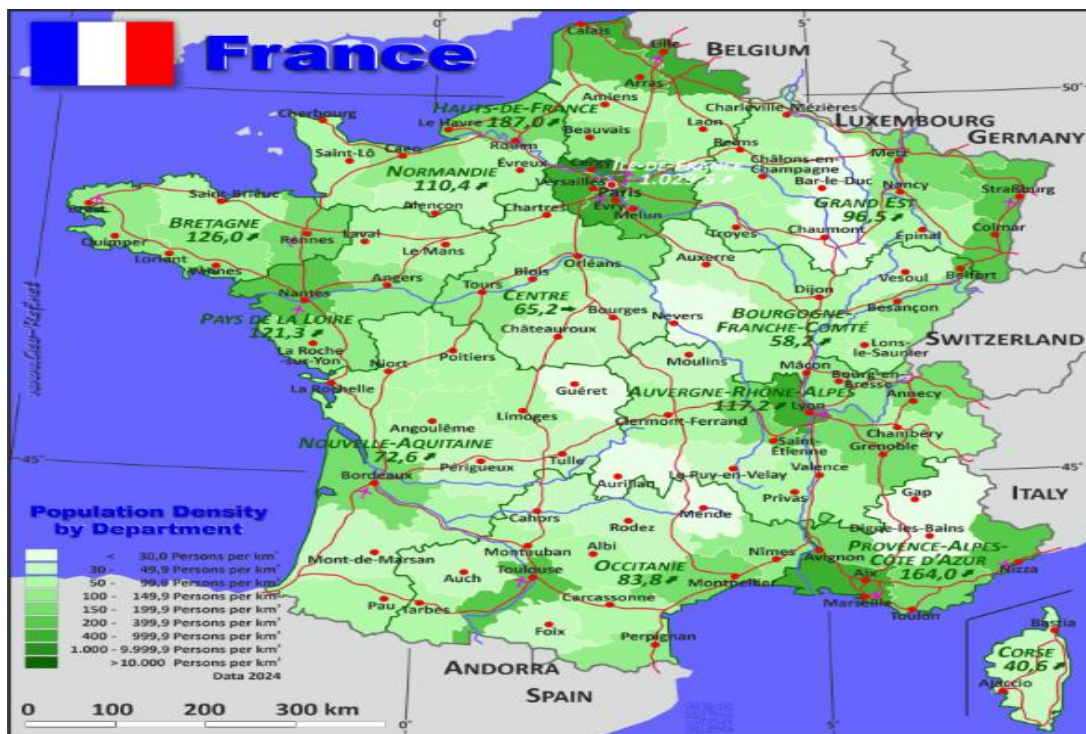 France
0
5
Calais
Lille
BELGIUM
Arras
50°
Amiens
Cherbourg
HAUTS-DE-FRANCE
187,0
Charleville-Mézières
LUXEMBOURG
Le Havre
Beauvais
Laon
GERMANY
Rouen
Reims
Saint-Lô
Caen
Metz
Évreux
ÎLE-DE-FRANCE
Châlons-en-
Champagne
NORMANDIE
110,4
Versailles
Paris
Bar-le-Duc
Nancy
Straßburg
Saint-Brieuc
Alençon
Évry
GRAND EST
96,5
Brest
BRETAGNE
126,0
Chartres
Melun
Quimper
Rennes
Laval
Troyes
Chaumont
Épinal
Colmar
Lorient
Le Mans
Vannes
Orléans
Auxerre
Angers
Blois
Vesoul
Belfort
Nantes
Tours
CENTRE
65,2
Dijon
Besançon
PAYS DE LA LOIRE
121,3
Bourges
Nevers
BOURGOGNE-
FRANCHE-COMTÉ
58,2
Châteauroux
SWITZERLAND
La Roche
-sur-Yon
Poitiers
Moulins
Lons-
le-Saunier
Niort
Mâcon
La Rochelle
Guéret
Bourg-en-
Bresse
AUVERGNE-RHÔNE-ALPES
117,2
Annecy
Limoges
Lyon
Angoulême
Clermont-Ferrand
Chambéry
NOUVELLE-AQUITAINE
72,6
Saint-
Étienne
Grenoble
45°
Périgueux
Tulle
45°
Bordeaux
Le-Puy-en-Velay
Valence
Aurillac
Privas
Gap
ITALY
Cahors
Mende
Rodez
Digne-les-Bains
Mont-de-Marsan
Montauban
Albi
Nîmes
Avignon
PROVENCE-ALPES-
CÔTE D'AZUR
164,0
Auch
Toulouse
OCCITANIE
83,8
Nizza
Montpellier
Aix
Pau
Tarbes
Carcassonne
Marseille
Toulon
Foix
Perpignan
Bastia
ANDORRA
CORSE
40,6
SPAIN
Ajaccio
0
5
Population Density
by Department
< 30,0 Persons per km²
30 - 49,9 Persons per km²
50 - 99,9 Persons per km²
100 - 149,9 Persons per km²
150 - 199,9 Persons per km²
200 - 399,9 Persons per km²
400 - 999,9 Persons per km²
1.000 - 9.999,9 Persons per km²
>10.000 Persons per km²
Data 2024
0 100 200 300 km